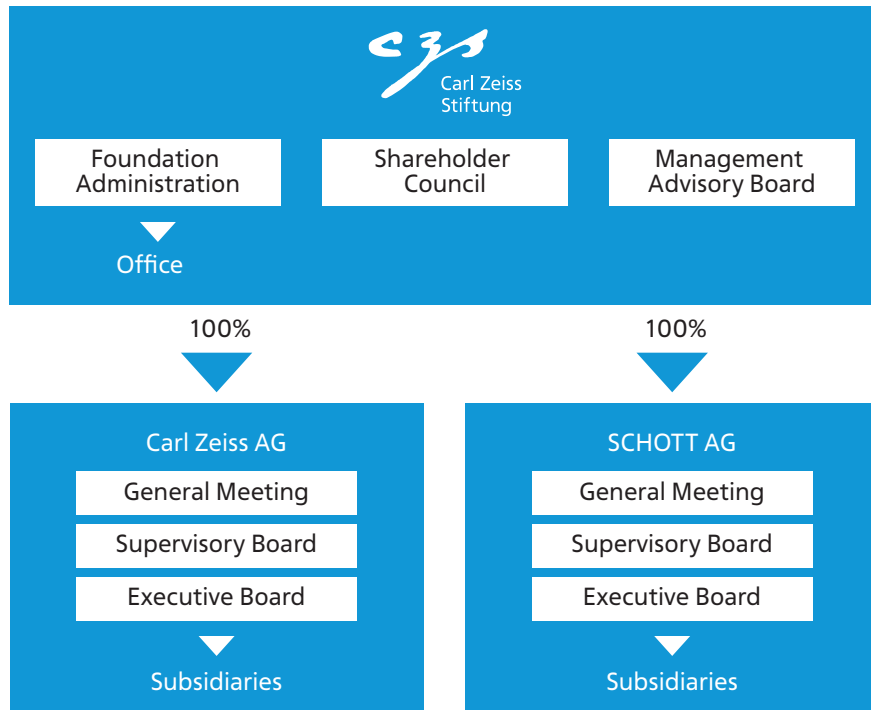 czs
Carl Zeiss
Stiftung
Foundation
Administration
Shareholder
Council
Management
Advisory Board
Office
100%
100%
Carl Zeiss AG
General Meeting
Supervisory Board
Executive Board
Subsidiaries
SCHOTT AG
General Meeting
Supervisory Board
Executive Board
Subsidiaries